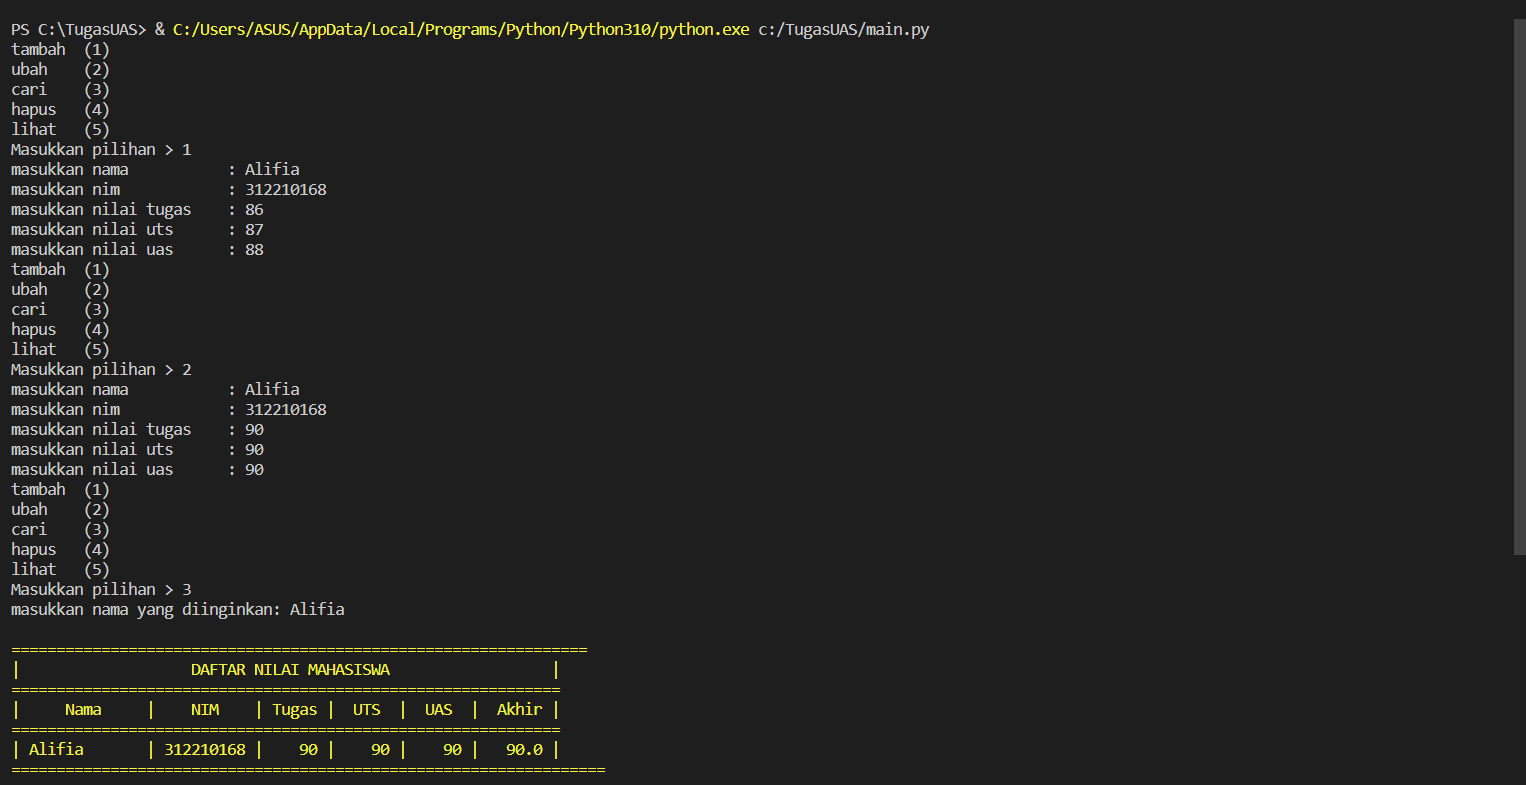 PS C:\TugasUAS> & C:/Users/ASUS/AppData/Local/Programs/Python/Python310/python.exe c:/TugasUAS/main.py
tambah  (1)
ubah    (2)
cari    (3)
hapus   (4)
lihat   (5)
Masukkan pilihan > 1
masukkan nama           : Alifia
masukkan nim            : 312210168
masukkan nilai tugas    : 86
masukkan nilai uts      : 87
masukkan nilai uas      : 88
tambah  (1)
ubah    (2)
cari    (3)
hapus   (4)
lihat   (5)
Masukkan pilihan > 2
masukkan nama           : Alifia
masukkan nim            : 312210168
masukkan nilai tugas    : 90
masukkan nilai uts      : 90
masukkan nilai uas      : 90
tambah  (1)
ubah    (2)
cari    (3)
hapus   (4)
lihat   (5)
Masukkan pilihan > 3
masukkan nama yang diinginkan: Alifia

================================================================
|                   DAFTAR NILAI MAHASISWA                  |
=============================================================
|     Nama     |    NIM    | Tugas |  UTS  |  UAS  |  Akhir |
=============================================================
| Alifia       | 312210168 |    90 |    90 |    90 |   90.0 |
==================================================================